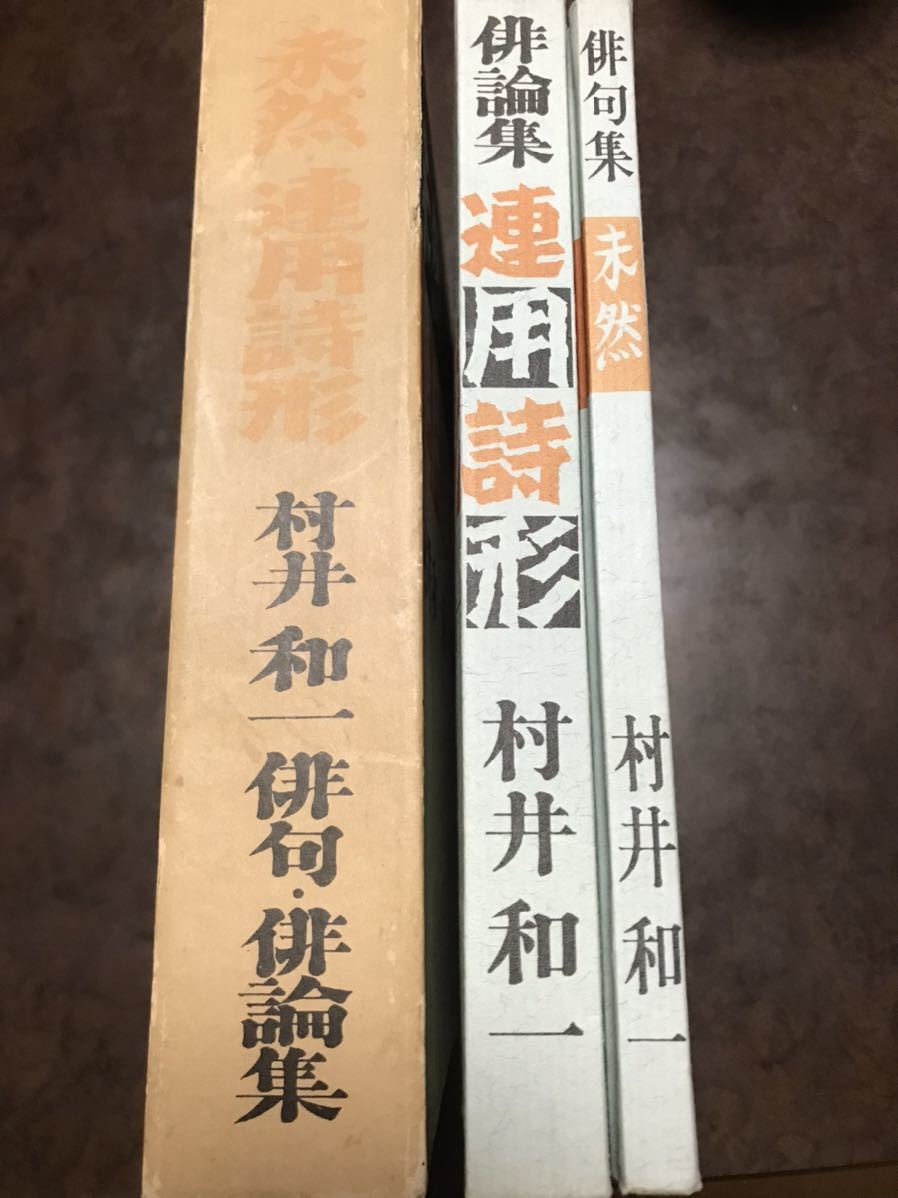 未然・連用詩形
村井和一俳句・俳論集
俳論集
連用詩形
村井和一
俳句集
未然
村井和一